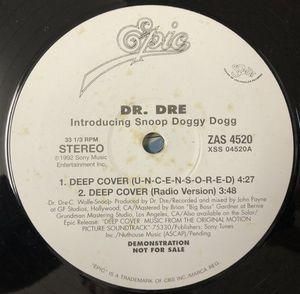 Epic
DR. DRE
Introducing Snoop Doggy Dogg
33 1/3 RPM
STEREO
℗1992 Sony Music
Entertainment Inc.
ZAS 4520
XSS 04520A
1. DEEP COVER (U-N-C-E-N-S-O-R-E-D) 4:27
2. DEEP COVER (Radio Version) 3:48
-Dr. Dre-C. Wolfe-Snoop- Produced by Dr. Dre/Recorded and mixed by John Payne
at GF Studios, Hollywood, CA/Mastered by Brian "Big Bass" Gardner at Bernie
Grundman Mastering Studio, Los Angeles, CA/Also available on the Solar/
Epic Release: "DEEP COVER" MUSIC FROM THE ORIGINAL MOTION
PICTURE SOUNDTRACK" 75330/Publishers: Sony Tunes
Inc./Nuthouse Music (ASCAP)/Pending
DEMONSTRATION
NOT FOR SALE
"EPIC" IS A TRADEMARK OF CBS INC. MARCA REG.